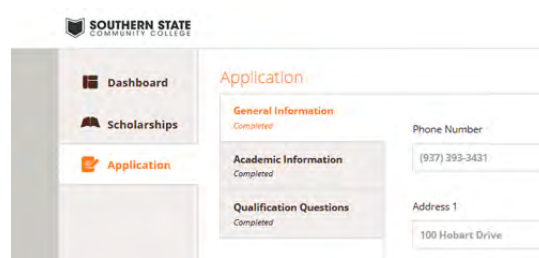 SOUTHERN STATE
COMMUNITY COLLEGE
Dashboard
Scholarships
Application
Application
General Information
Completed
Academic Information
Completed
Qualification Questions
Completed
Phone Number
(937) 393-3431
Address 1
100 Hobart Drive